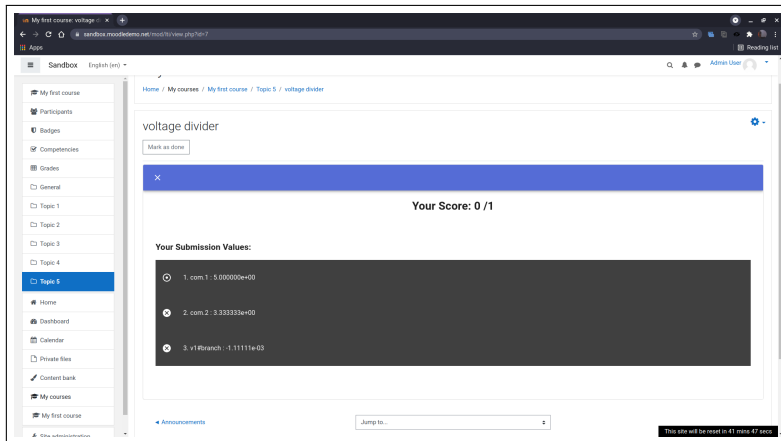 My first course: voltage di
sandbox.moodledemo.net/mod/lti/view.php?id=7
Apps
Reading list
Sandbox English (en)
Admin User
My first course
Participants
Badges
Competencies
Grades
General
Topic 1
Topic 2
Topic 3
Topic 4
Topic 5
Home
Dashboard
Calendar
Private files
Content bank
My courses
My first course
Site administration
Home / My courses / My first course / Topic 5 / voltage divider
voltage divider
Mark as done
Your Score: 0 /1
Your Submission Values:
1. com.1 : 5.000000e+00
2. com.2 : 3.333333e+00
3. v1#branch : -1.11111e-03
◄ Announcements
Jump to...
This site will be reset in 41 mins 47 secs